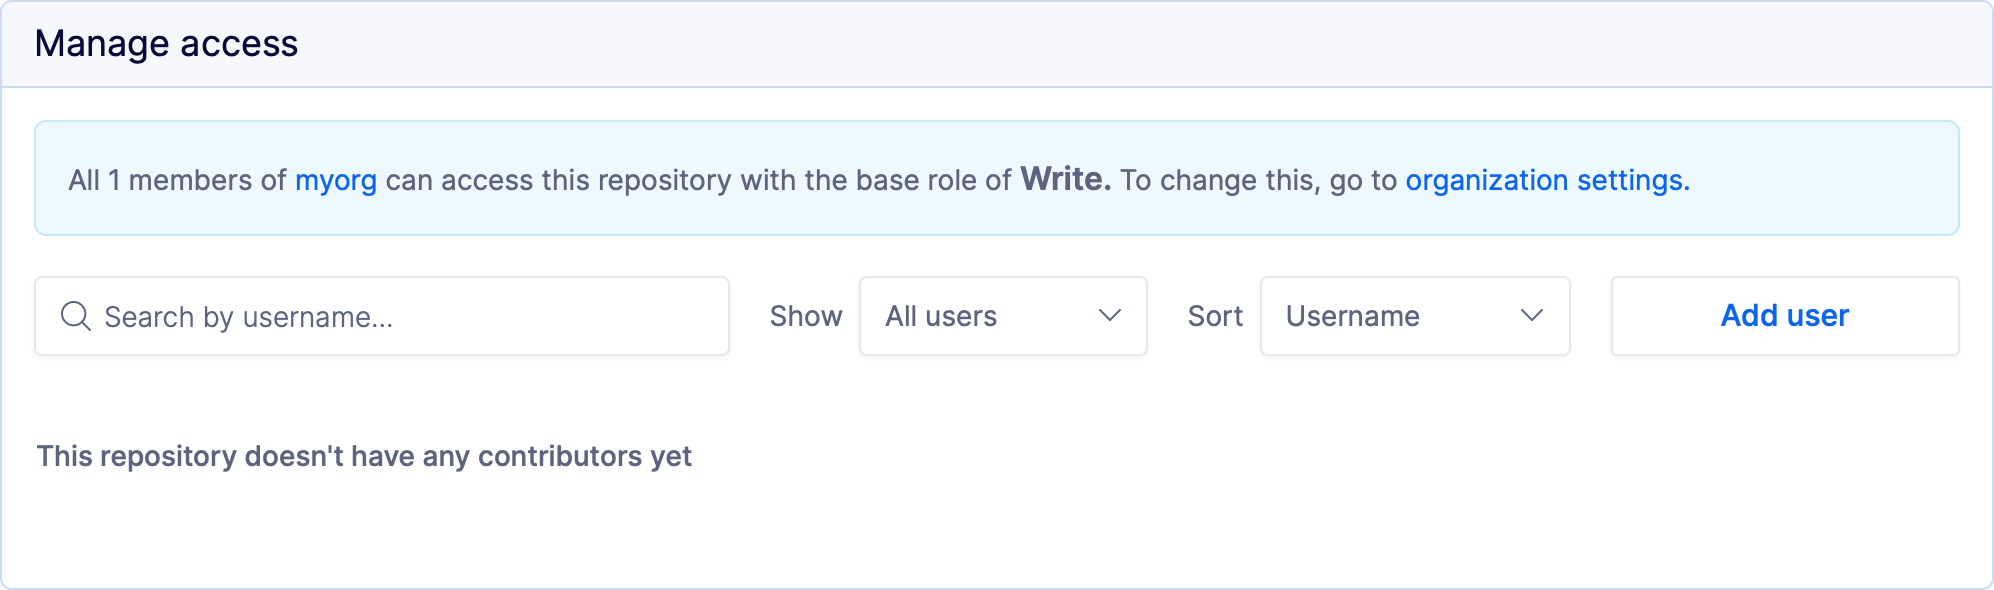 Manage access
All 1 members of myorg can access this repository with the base role of Write. To change this, go to organization settings.
Search by username... Show All users Sort Username Add user
This repository doesn't have any contributors yet